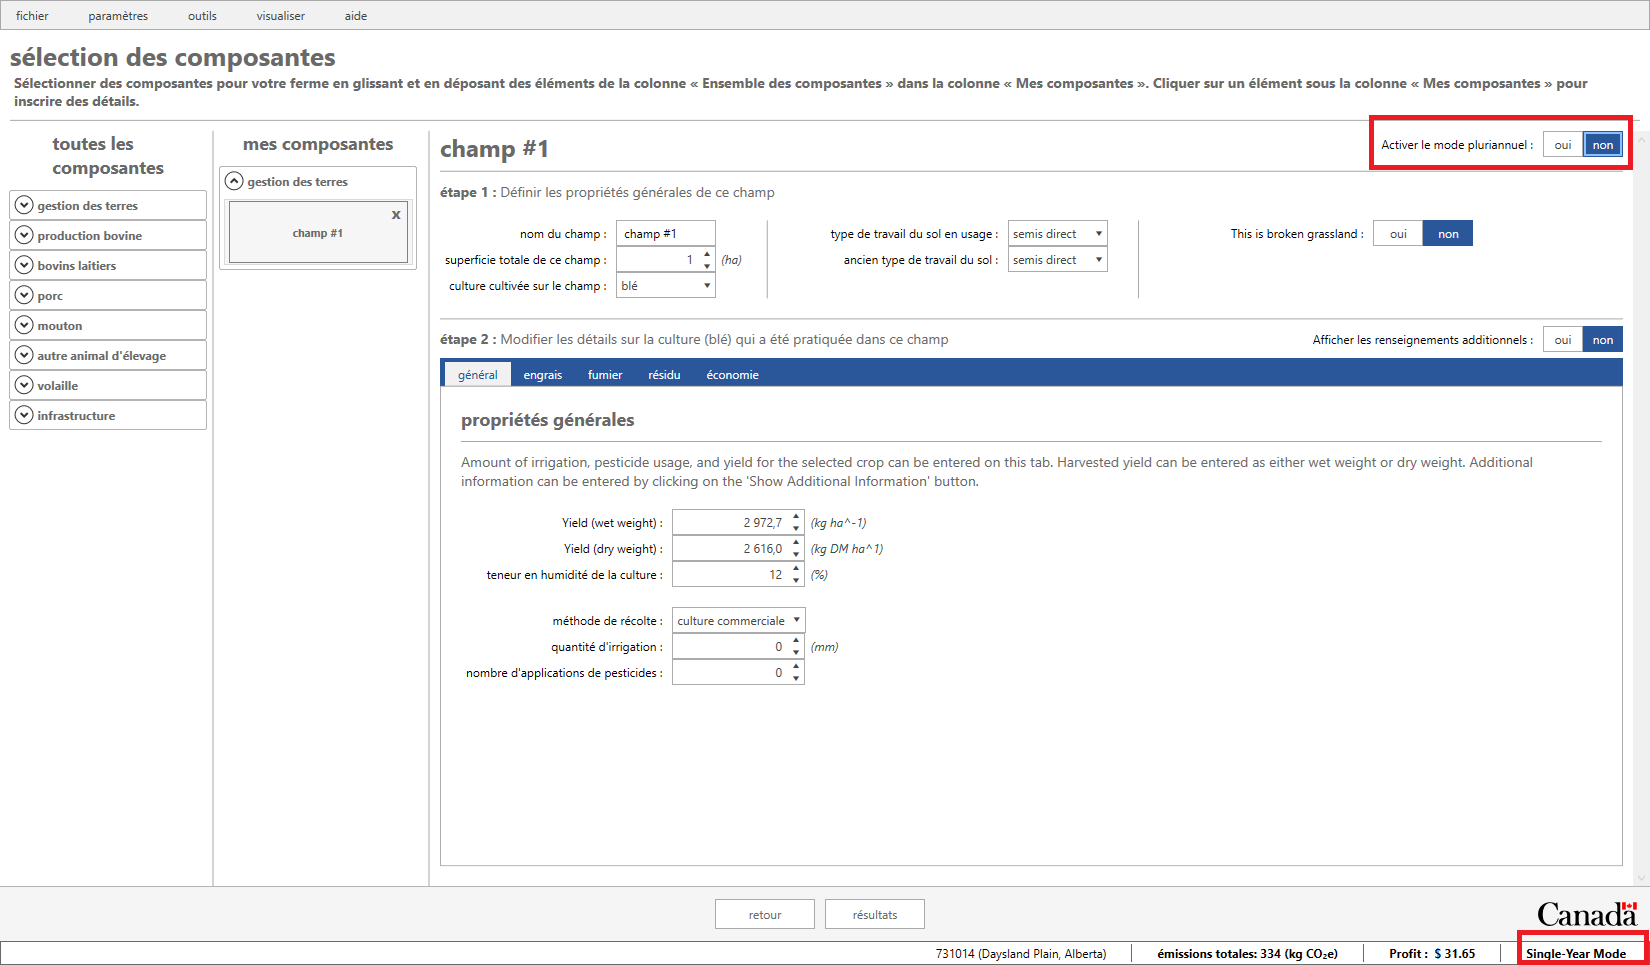 fichier paramètres outils visualiser aide
sélection des composantes
Sélectionner des composantes pour votre ferme en glissant et en déposant des éléments de la colonne « Ensemble des composantes » dans la colonne « Mes composantes ». Cliquer sur un élément sous la colonne « Mes composantes » pour
inscrire des détails.
toutes les
composantes
gestion des terres
production bovine
bovins laitiers
porc
mouton
autre animal d'élevage
volaille
infrastructure
mes composantes
gestion des terres
x
champ #1
champ #1
Activer le mode pluriannuel : oui non
étape 1 : Définir les propriétés générales de ce champ
nom du champ : champ #1
superficie totale de ce champ : 1 (ha)
culture cultivée sur le champ : blé
type de travail du sol en usage : semis direct
ancien type de travail du sol : semis direct
This is broken grassland : oui non
étape 2 : Modifier les détails sur la culture (blé) qui a été pratiquée dans ce champ
Afficher les renseignements additionnels : oui non
général engrais fumier résidu économie
propriétés générales
Amount of irrigation, pesticide usage, and yield for the selected crop can be entered on this tab. Harvested yield can be entered as either wet weight or dry weight. Additional
information can be entered by clicking on the 'Show Additional Information' button.
Yield (wet weight) : 2 972,7 (kg ha^-1)
Yield (dry weight) : 2 616,0 (kg DM ha^1)
teneur en humidité de la culture : 12 (%)
méthode de récolte : culture commerciale
quantité d'irrigation : 0 (mm)
nombre d'applications de pesticides : 0
retour résultats
Canada
731014 (Daysland Plain, Alberta) émissions totales: 334 (kg CO₂e) Profit : $ 31.65 Single-Year Mode